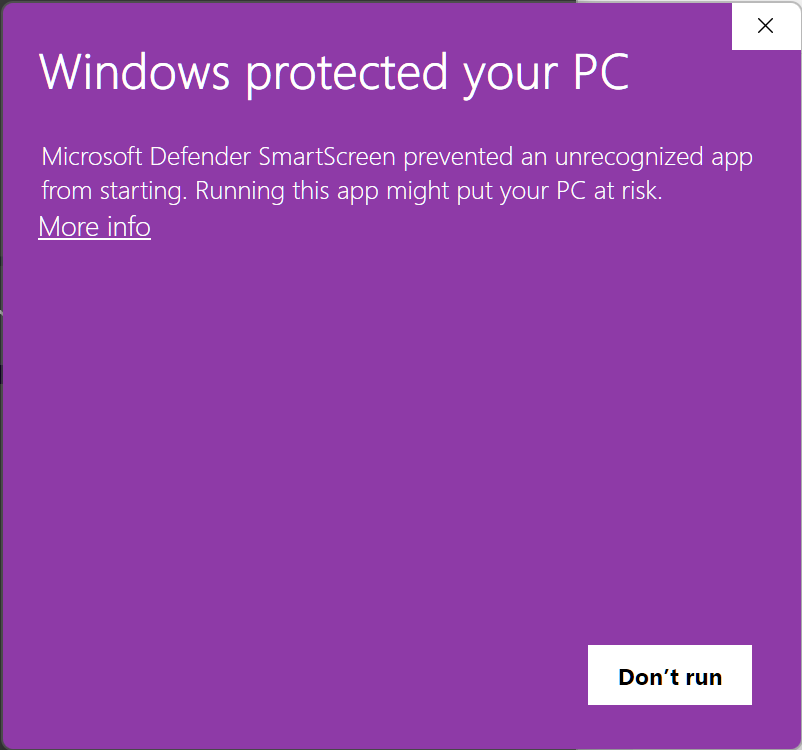 Windows protected your PC
Microsoft Defender SmartScreen prevented an unrecognized app
from starting. Running this app might put your PC at risk.
More info
Don’t run